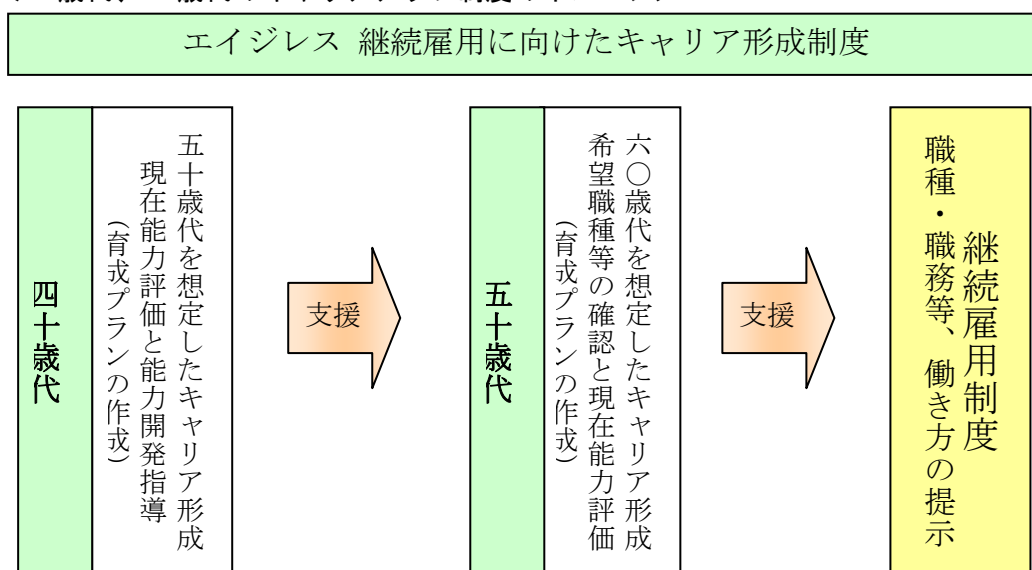 エイジレス 継続雇用に向けたキャリア形成制度
四十歳代
五十歳代を想定したキャリア形成
現在能力評価と能力開発指導
(育成プランの作成)
支援
五十歳代
六〇歳代を想定したキャリア形成
希望職種等の確認と現在能力評価
(育成プランの作成)
支援
継続雇用制度
職種・職務等、働き方の提示